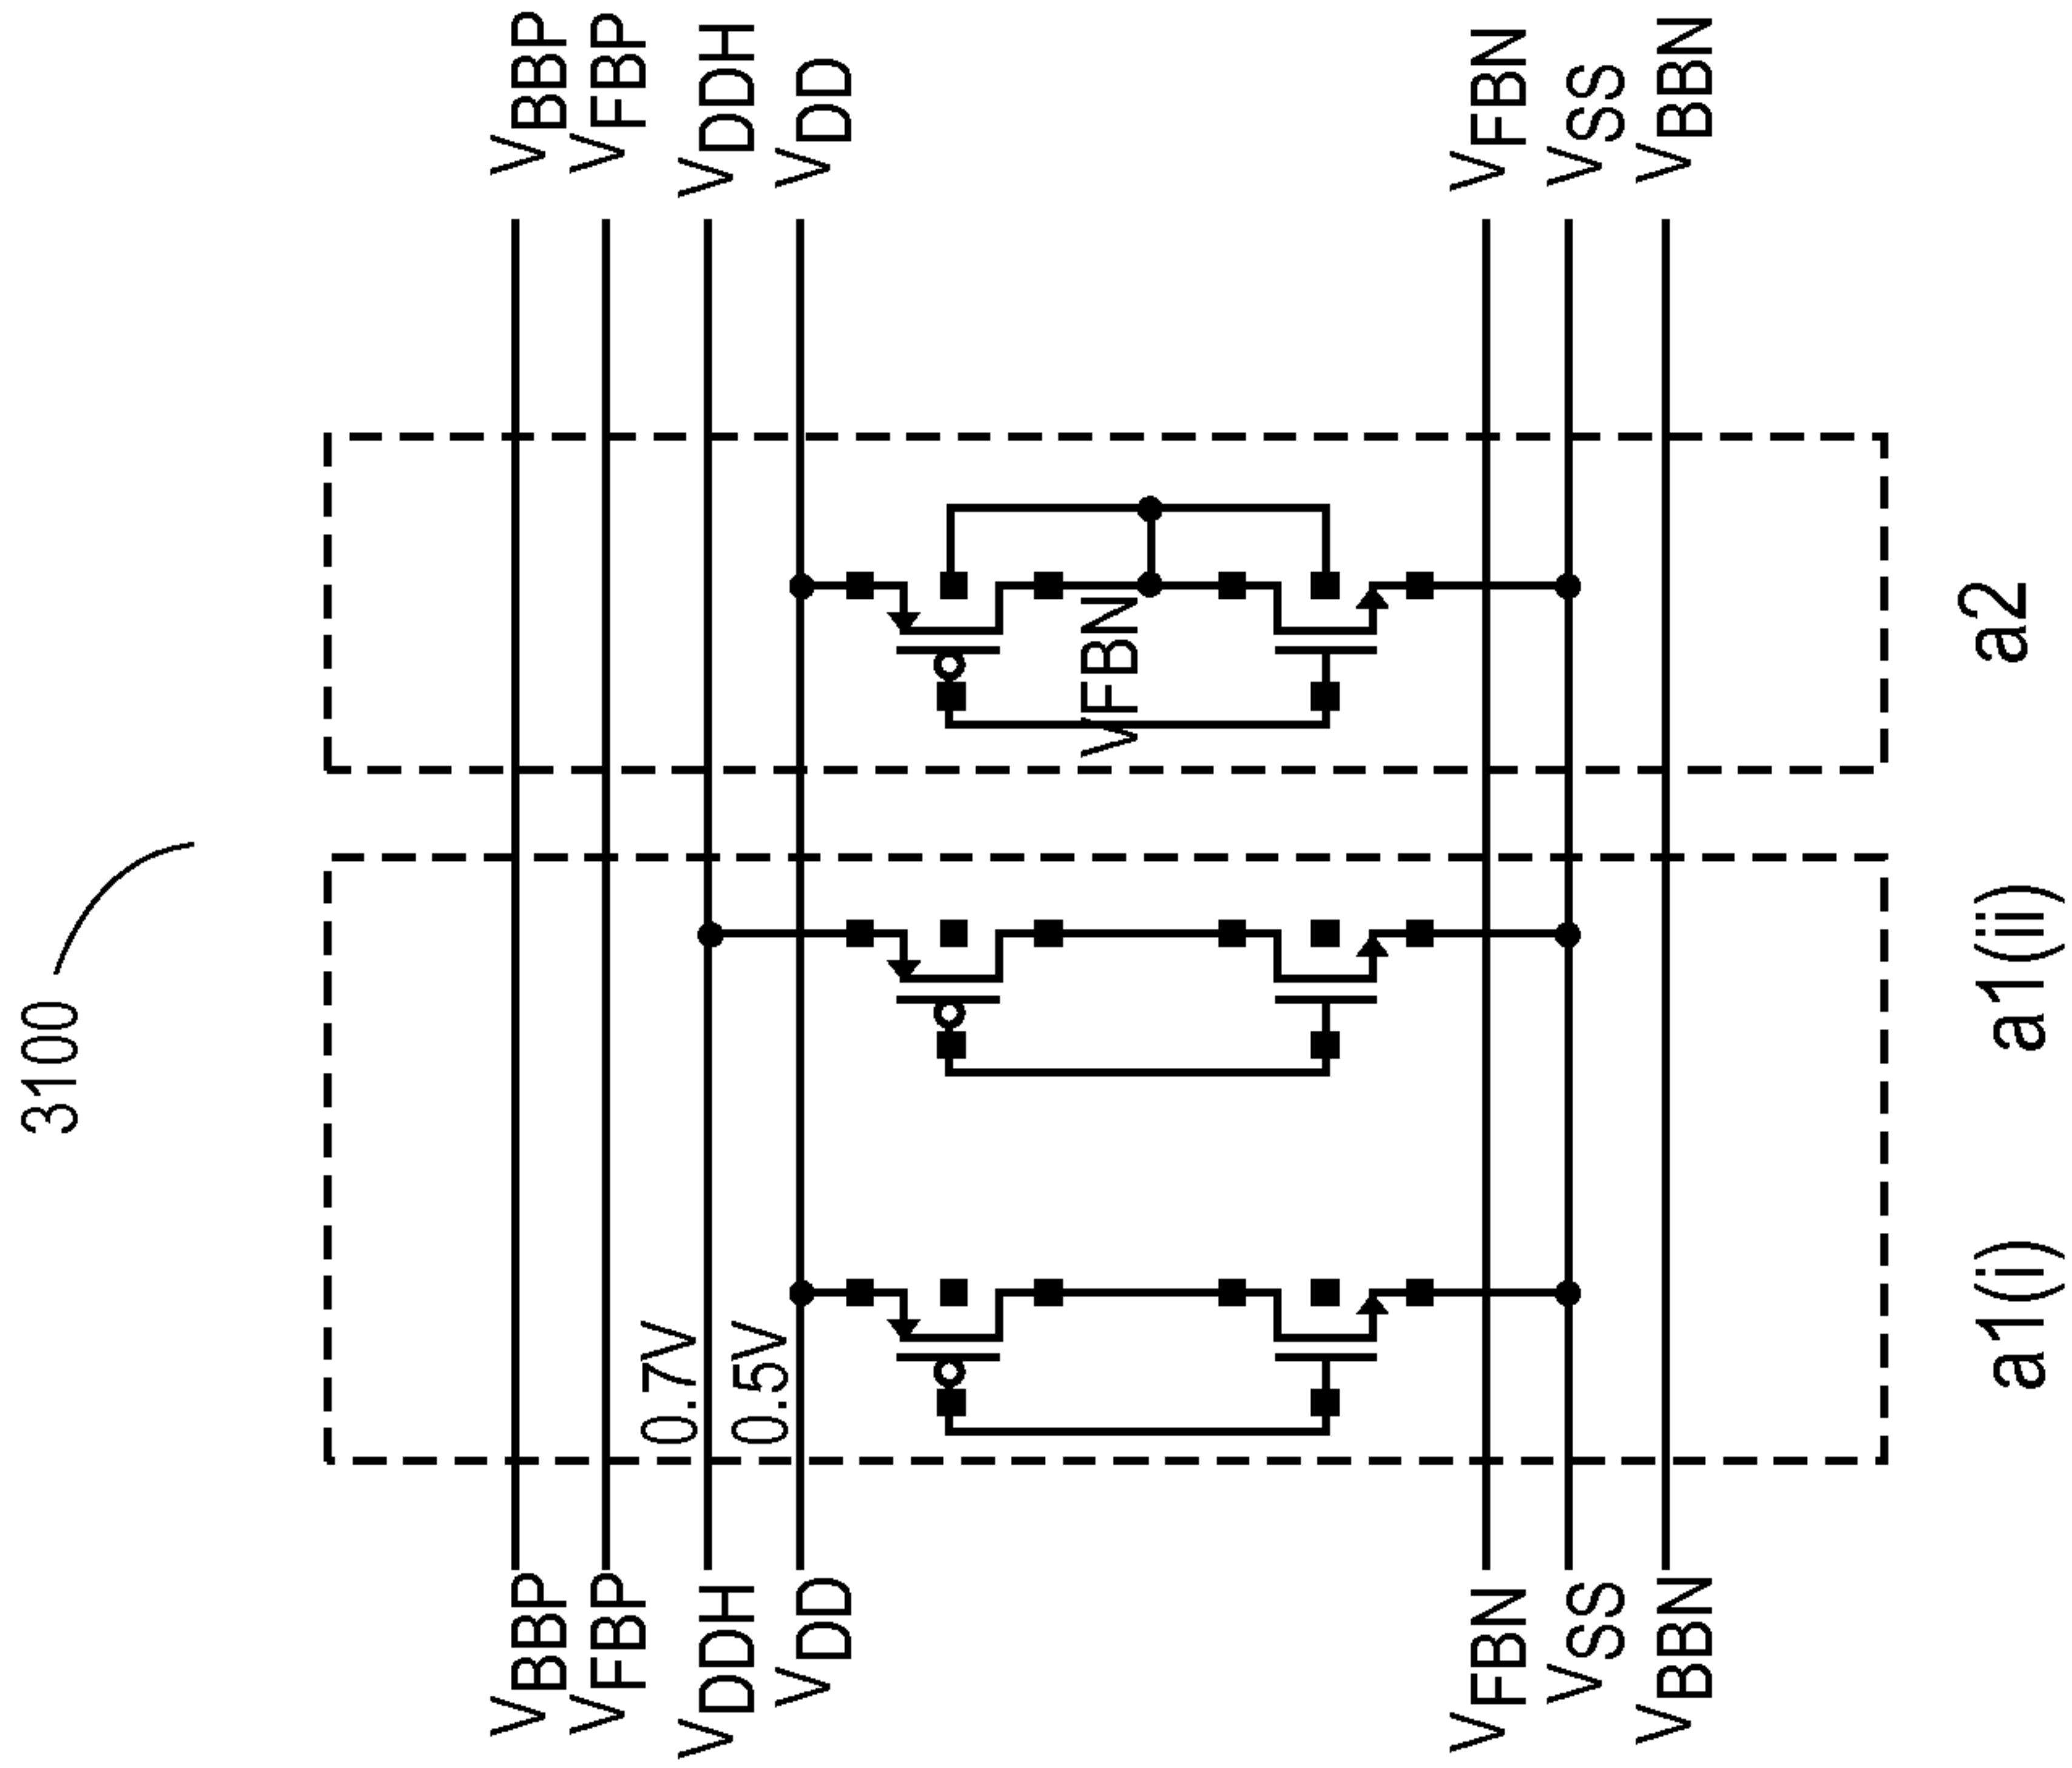 3100
VBBP
VFBP
VDDH
VDD
VFBN
VSS
VBBN
0.7V
0.5V
VFBN
VBBP
VFBP
VDDH
VDD
VFBN
VSS
VBBN
a1(i)
a1(ii)
a2